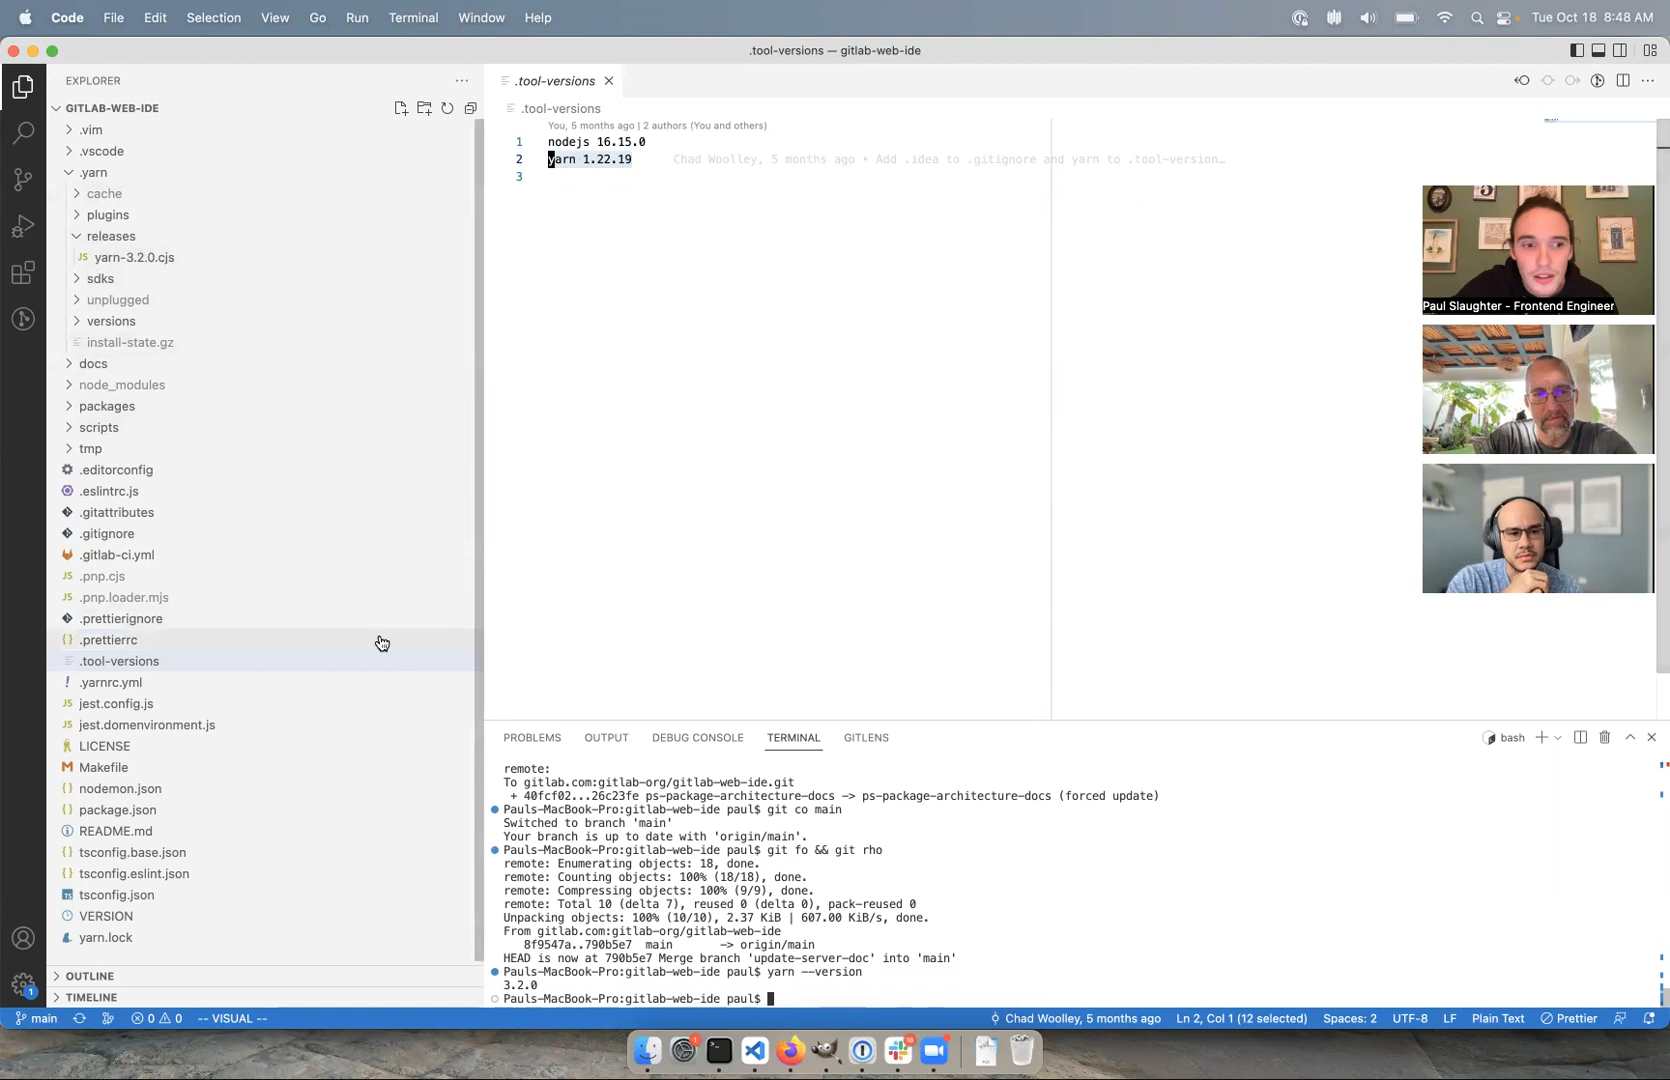 Code File Edit Selection View Go Run Terminal Window Help
Tue Oct 18 8:48 AM
.tool-versions — gitlab-web-ide
EXPLORER
GITLAB-WEB-IDE
.vim
.vscode
.yarn
cache
plugins
releases
JS yarn-3.2.0.cjs
sdks
unplugged
versions
install-state.gz
docs
node_modules
packages
scripts
tmp
.editorconfig
.eslintrc.js
.gitattributes
.gitignore
.gitlab-ci.yml
JS .pnp.cjs
JS .pnp.loader.mjs
.prettierignore
{} .prettierrc
.tool-versions
! .yarnrc.yml
JS jest.config.js
JS jest.domenvironment.js
LICENSE
M Makefile
{} nodemon.json
{} package.json
README.md
{} tsconfig.base.json
{} tsconfig.eslint.json
TS tsconfig.json
VERSION
yarn.lock
OUTLINE
TIMELINE
1
.tool-versions
.tool-versions
You, 5 months ago | 2 authors (You and others)
1 nodejs 16.15.0
2 yarn 1.22.19 Chad Woolley, 5 months ago • Add .idea to .gitignore and yarn to .tool-version…
3
Paul Slaughter - Frontend Engineer
PROBLEMS OUTPUT DEBUG CONSOLE TERMINAL GITLENS
bash
remote:
To gitlab.com:gitlab-org/gitlab-web-ide.git
+ 40fcf02...26c23fe ps-package-architecture-docs -> ps-package-architecture-docs (forced update)
Pauls-MacBook-Pro:gitlab-web-ide paul$ git co main
Switched to branch 'main'
Your branch is up to date with 'origin/main'.
Pauls-MacBook-Pro:gitlab-web-ide paul$ git fo && git rho
remote: Enumerating objects: 18, done.
remote: Counting objects: 100% (18/18), done.
remote: Compressing objects: 100% (9/9), done.
remote: Total 10 (delta 7), reused 0 (delta 0), pack-reused 0
Unpacking objects: 100% (10/10), 2.37 KiB | 607.00 KiB/s, done.
From gitlab.com:gitlab-org/gitlab-web-ide
8f9547a..790b5e7 main -> origin/main
HEAD is now at 790b5e7 Merge branch 'update-server-doc' into 'main'
Pauls-MacBook-Pro:gitlab-web-ide paul$ yarn --version
3.2.0
Pauls-MacBook-Pro:gitlab-web-ide paul$
main 0 0 -- VISUAL -- Chad Woolley, 5 months ago Ln 2, Col 1 (12 selected) Spaces: 2 UTF-8 LF Plain Text Prettier